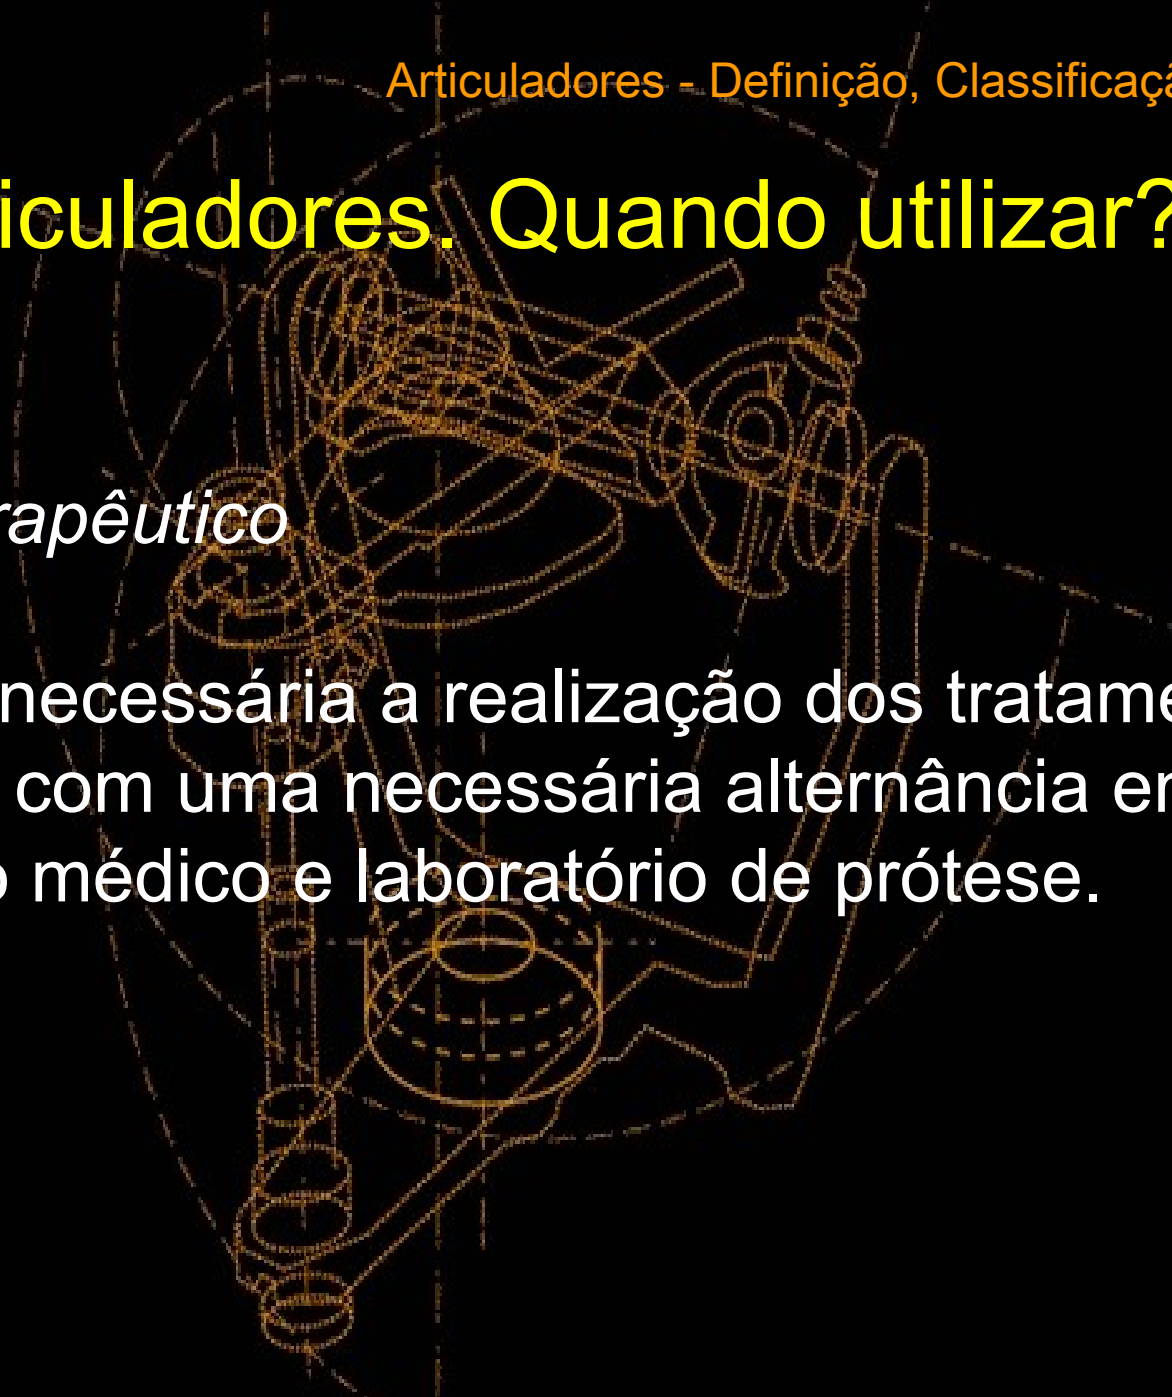 Articuladores - Definição, Classificaçã
iculadores. Quando utilizar?
rapêutico
necessária a realização dos tratame
com uma necessária alternância e
o médico e laboratório de prótese.